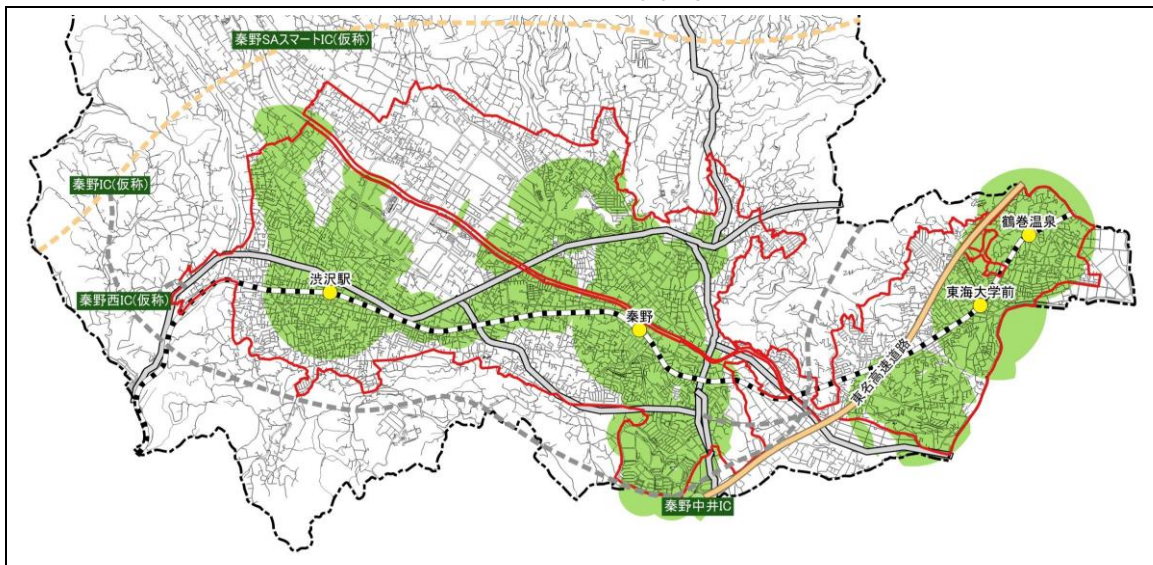 秦野SAスマートIC(仮称)
秦野IC(仮称)
鶴巻温泉
渋沢駅
秦野西IC(仮称)
東海大学前
秦野
東名高速道路
秦野中井IC